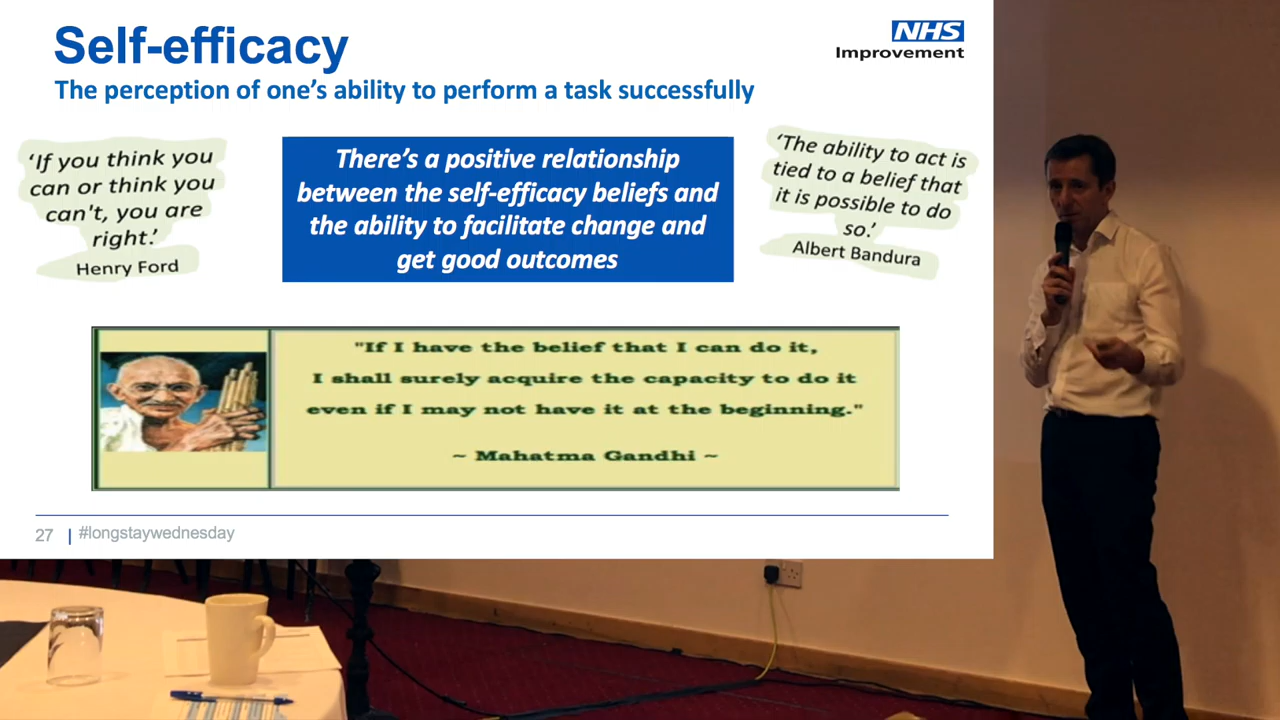 Self-efficacy
The perception of one's ability to perform a task successfully
NHS
Improvement
'If you think you
can or think you
can't, you are
right.'
Henry Ford
There's a positive relationship
between the self-efficacy beliefs and
the ability to facilitate change and
get good outcomes
'The ability to act is
tied to a belief that
it is possible to do
so.'
Albert Bandura
"If I have the belief that I can do it,
I shall surely acquire the capacity to do it
even if I may not have it at the beginning."
~ Mahatma Gandhi ~
27 | #longstaywednesday